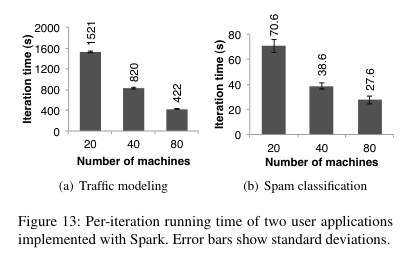 Iteration time (s)
2000
1600
1200
800
400
0
1521
820
422
20 40 80
Number of machines
(a) Traffic modeling
Iteration time (s)
80
60
40
20
0
70.6
38.6
27.6
20 40 80
Number of machines
(b) Spam classification
Figure 13: Per-iteration running time of two user applications
implemented with Spark. Error bars show standard deviations.